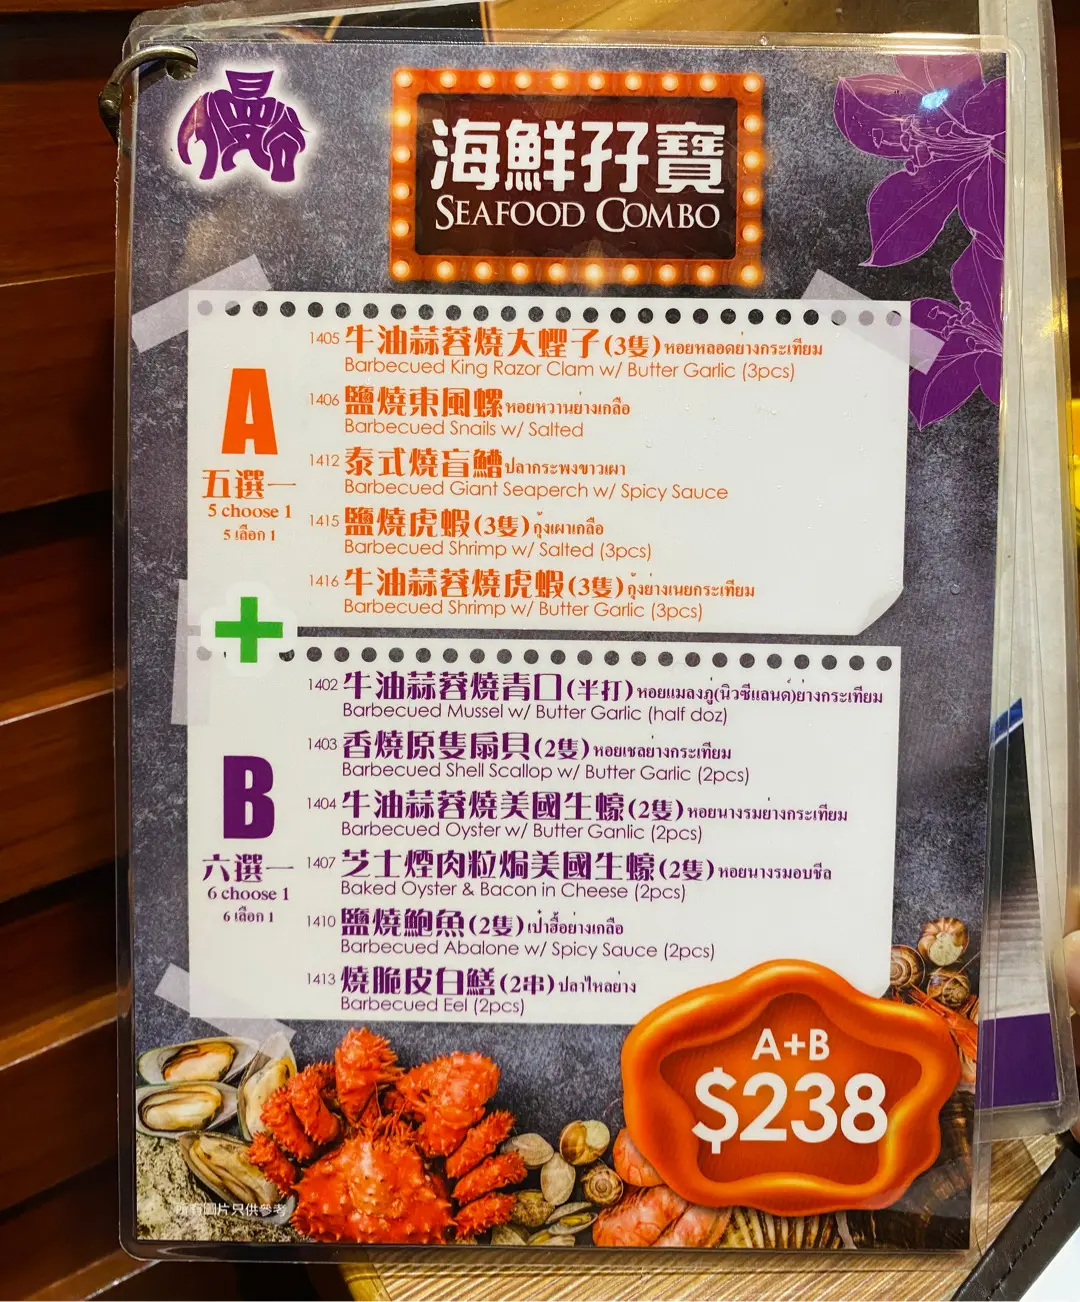 曼谷
海鮮孖寶
SEAFOOD COMBO
A
五選一
5 choose 1
5 เลือก 1
1405 牛油蒜蓉燒大蟶子(3隻)หอยหลอดย่างกระเทียม
Barbecued King Razor Clam w/ Butter Garlic (3pcs)
1406 鹽燒東風螺หอยหวานย่างเกลือ
Barbecued Snails w/ Salted
1412 泰式燒盲鰽ปลากระพงขาวเผา
Barbecued Giant Seaperch w/ Spicy Sauce
1415 鹽燒虎蝦(3隻)กุ้งเผาเกลือ
Barbecued Shrimp w/ Salted (3pcs)
1416 牛油蒜蓉燒虎蝦(3隻)กุ้งย่างเนยกระเทียม
Barbecued Shrimp w/ Butter Garlic (3pcs)
+
B
六選一
6 choose 1
6 เลือก 1
1402 牛油蒜蓉燒青口(半打)หอยแมลงภู่(นิวซีแลนด์)ย่างกระเทียม
Barbecued Mussel w/ Butter Garlic (half doz)
1403 香燒原隻扇貝(2隻)หอยเชลย่างกระเทียม
Barbecued Shell Scallop w/ Butter Garlic (2pcs)
1404 牛油蒜蓉燒美國生蠔(2隻)หอยนางรมย่างกระเทียม
Barbecued Oyster w/ Butter Ganlic (2pcs)
1407 芝士煙肉粒焗美國生蠔(2隻)หอยนางรมอบชีส
Baked Oyster & Bacon in Cheese (2pcs)
1410 鹽燒鮑魚(2隻)เป๋าฮื้อย่างเกลือ
Barbecued Abalone w/ Spicy Sauce (2pcs)
1413 燒脆皮白鱔(2串)ปลาไหลย่าง
Barbecued Eel (2pcs)
A+B
$238
所有圖片只供參考